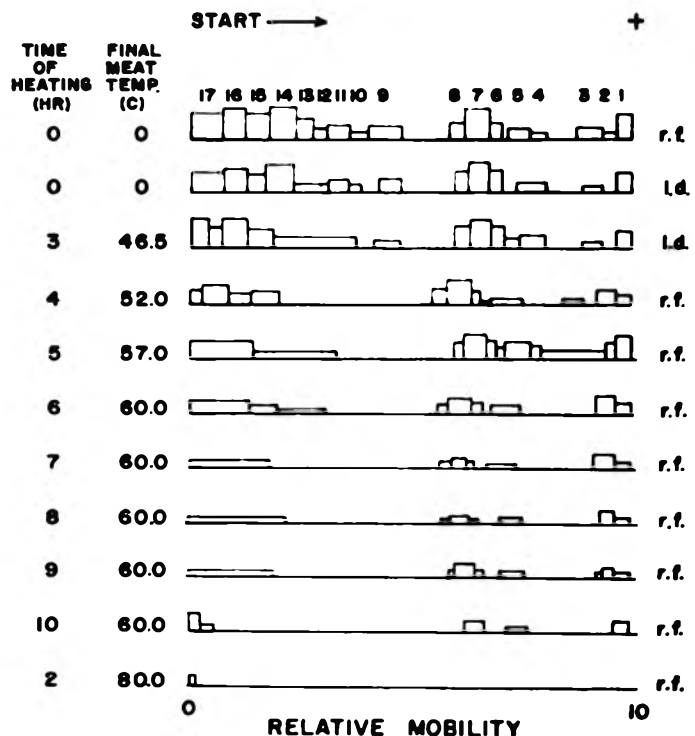 START +
TIME OF HEATING (HR) FINAL MEAT TEMP. (C)
17 16 15 14 13 12 11 10 9 8 7 6 5 4 3 2 1
0 0 r.f.
0 0 l.d.
3 46.5 l.d.
4 52.0 r.f.
5 57.0 r.f.
6 60.0 r.f.
7 60.0 r.f.
8 60.0 r.f.
9 60.0 r.f.
10 60.0 r.f.
2 80.0 r.f.
0 10
RELATIVE MOBILITY